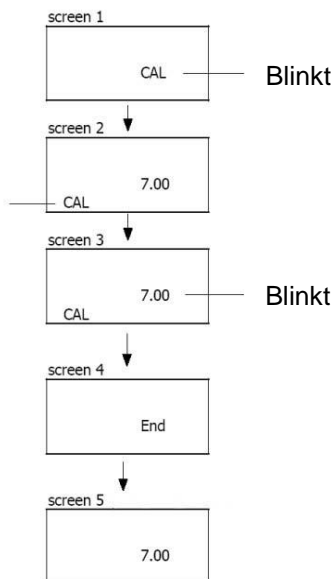 screen 1
CAL Blinkt
screen 2
7.00
CAL
screen 3
7.00 Blinkt
CAL
screen 4
End
screen 5
7.00